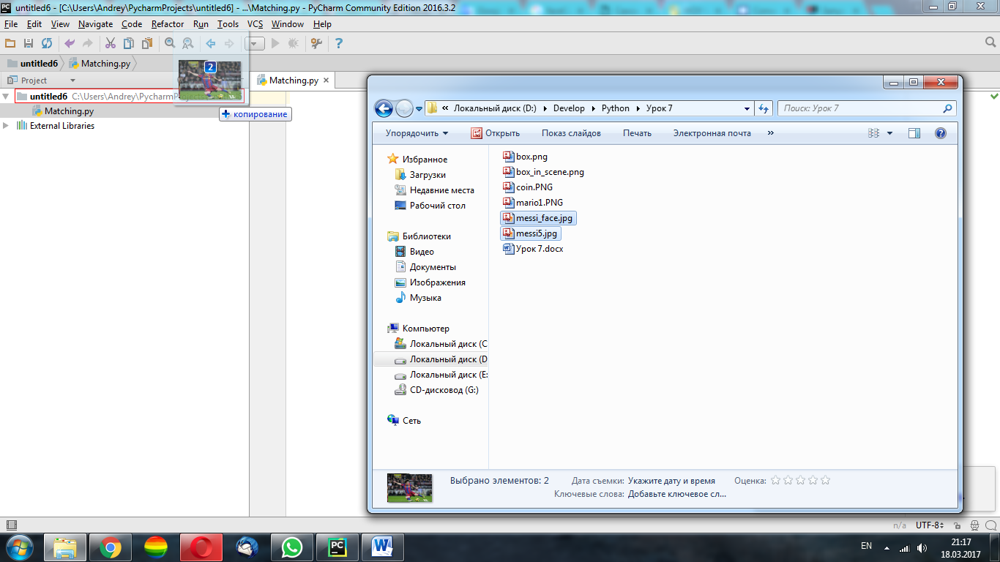 untitled6 - [C:\Users\Andrey\PycharmProjects\untitled6] - ...\Matching.py - PyCharm Community Edition 2016.3.2
File Edit View Navigate Code Refactor Run Tools VCS Window Help
untitled6 Matching.py
2
Project
Matching.py
untitled6 C:\Users\Andrey\PycharmProjects
Matching.py
копирование
External Libraries
Локальный диск (D:) Develop Python Урок 7
Поиск: Урок 7
Упорядочить Открыть Показ слайдов Печать Электронная почта »
Избранное
Загрузки
Недавние места
Рабочий стол
Библиотеки
Видео
Документы
Изображения
Музыка
Компьютер
Локальный диск (C
Локальный диск (D
Локальный диск (E:
CD-дисковод (G:)
Сеть
box.png
box_in_scene.png
coin.PNG
mario1.PNG
messi_face.jpg
messi5.jpg
Урок 7.docx
Выбрано элементов: 2 Дата съемки: Укажите дату и время Оценка:
Ключевые слова: Добавьте ключевое сл...
n/a UTF-8
PC
W
EN
21:17
18.03.2017